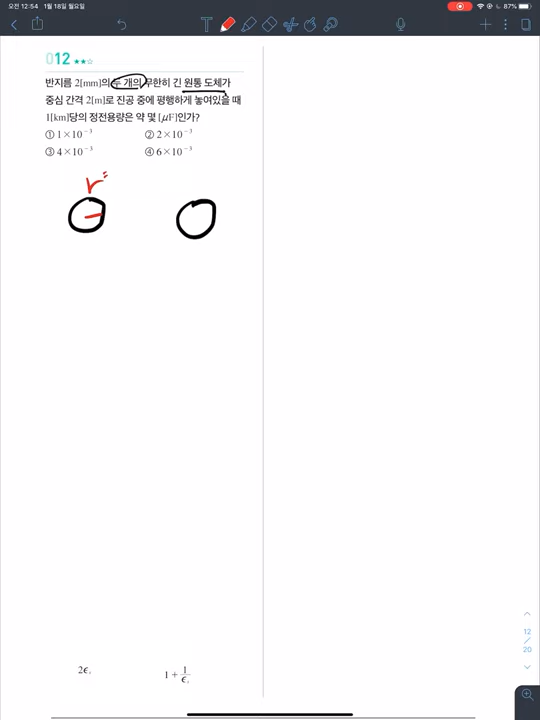 오전 12:54 1월 18일 월요일
87%
012 ★★☆
반지름 2[mm]의 두 개의 무한히 긴 원통 도체가
중심 간격 2[m]로 진공 중에 평행하게 놓여있을 때
1[km]당의 정전용량은 약 몇 [μF]인가?
① 1×10⁻³ ② 2×10⁻³
③ 4×10⁻³ ④ 6×10⁻³
r=
12
/
20
2ϵᵣ 1 + 1/ϵᵣ